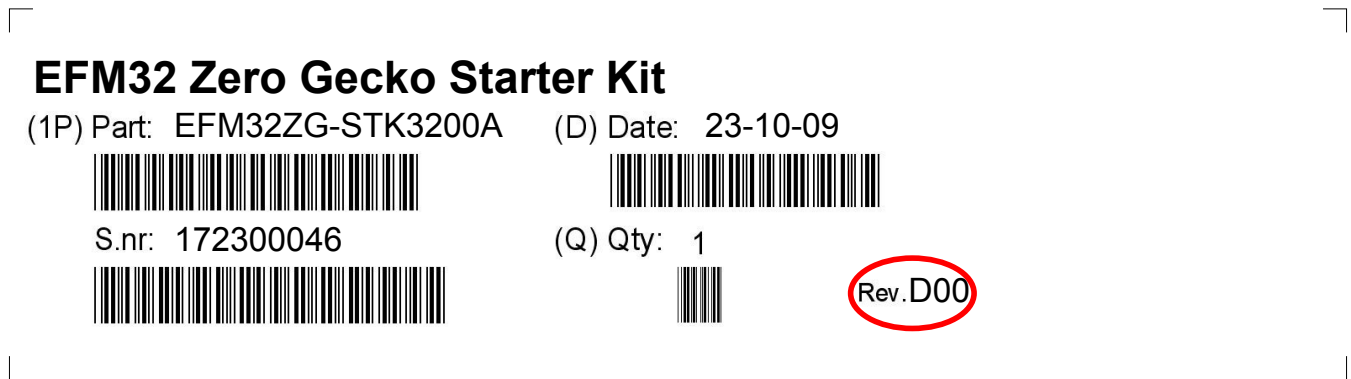 EFM32 Zero Gecko Starter Kit
(1P) Part: EFM32ZG-STK3200A (D) Date: 23-10-09
S.nr: 172300046 (Q) Qty: 1
Rev.D00